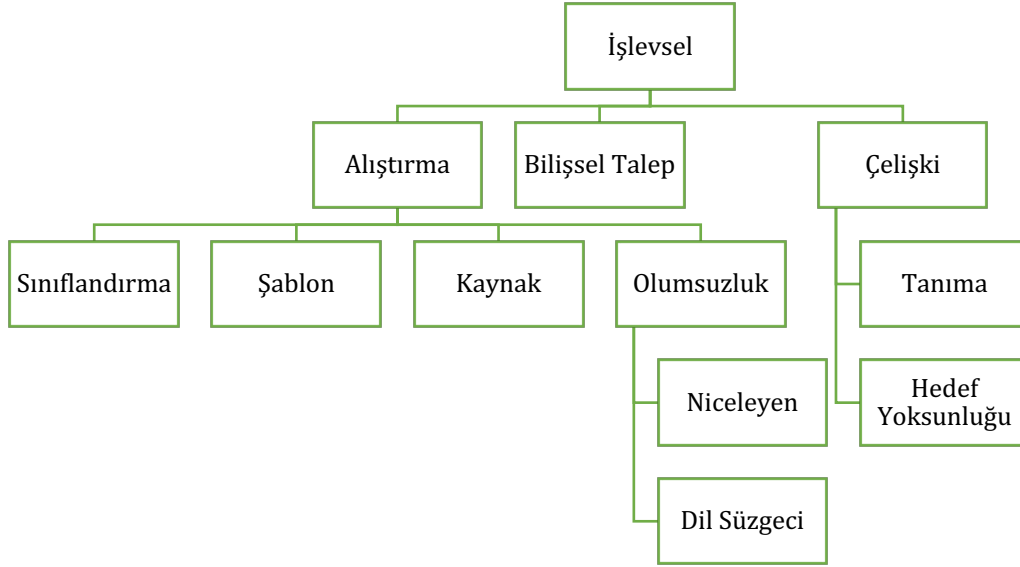 İşlevsel
Alıştırma
Bilişsel Talep
Çelişki
Sınıflandırma
Şablon
Kaynak
Olumsuzluk
Tanıma
Niceleyen
Hedef
Yoksunluğu
Dil Süzgeci